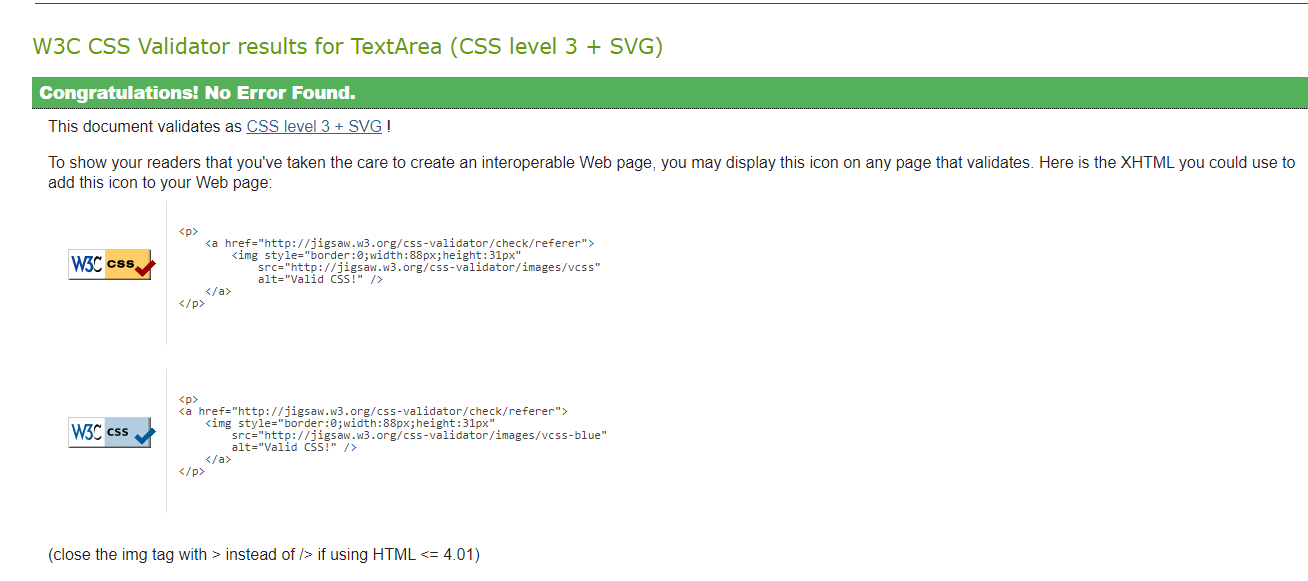 W3C CSS Validator results for TextArea (CSS level 3 + SVG)
Congratulations! No Error Found.
This document validates as CSS level 3 + SVG !
To show your readers that you've taken the care to create an interoperable Web page, you may display this icon on any page that validates. Here is the XHTML you could use to
add this icon to your Web page:
W3C css
<p>
    <a href="http://jigsaw.w3.org/css-validator/check/referer">
        <img style="border:0;width:88px;height:31px"
            src="http://jigsaw.w3.org/css-validator/images/vcss"
            alt="Valid CSS!" />
    </a>
</p>
W3C css
<p>
<a href="http://jigsaw.w3.org/css-validator/check/referer">
    <img style="border:0;width:88px;height:31px"
        src="http://jigsaw.w3.org/css-validator/images/vcss-blue"
        alt="Valid CSS!" />
    </a>
</p>
(close the img tag with > instead of /> if using HTML <= 4.01)